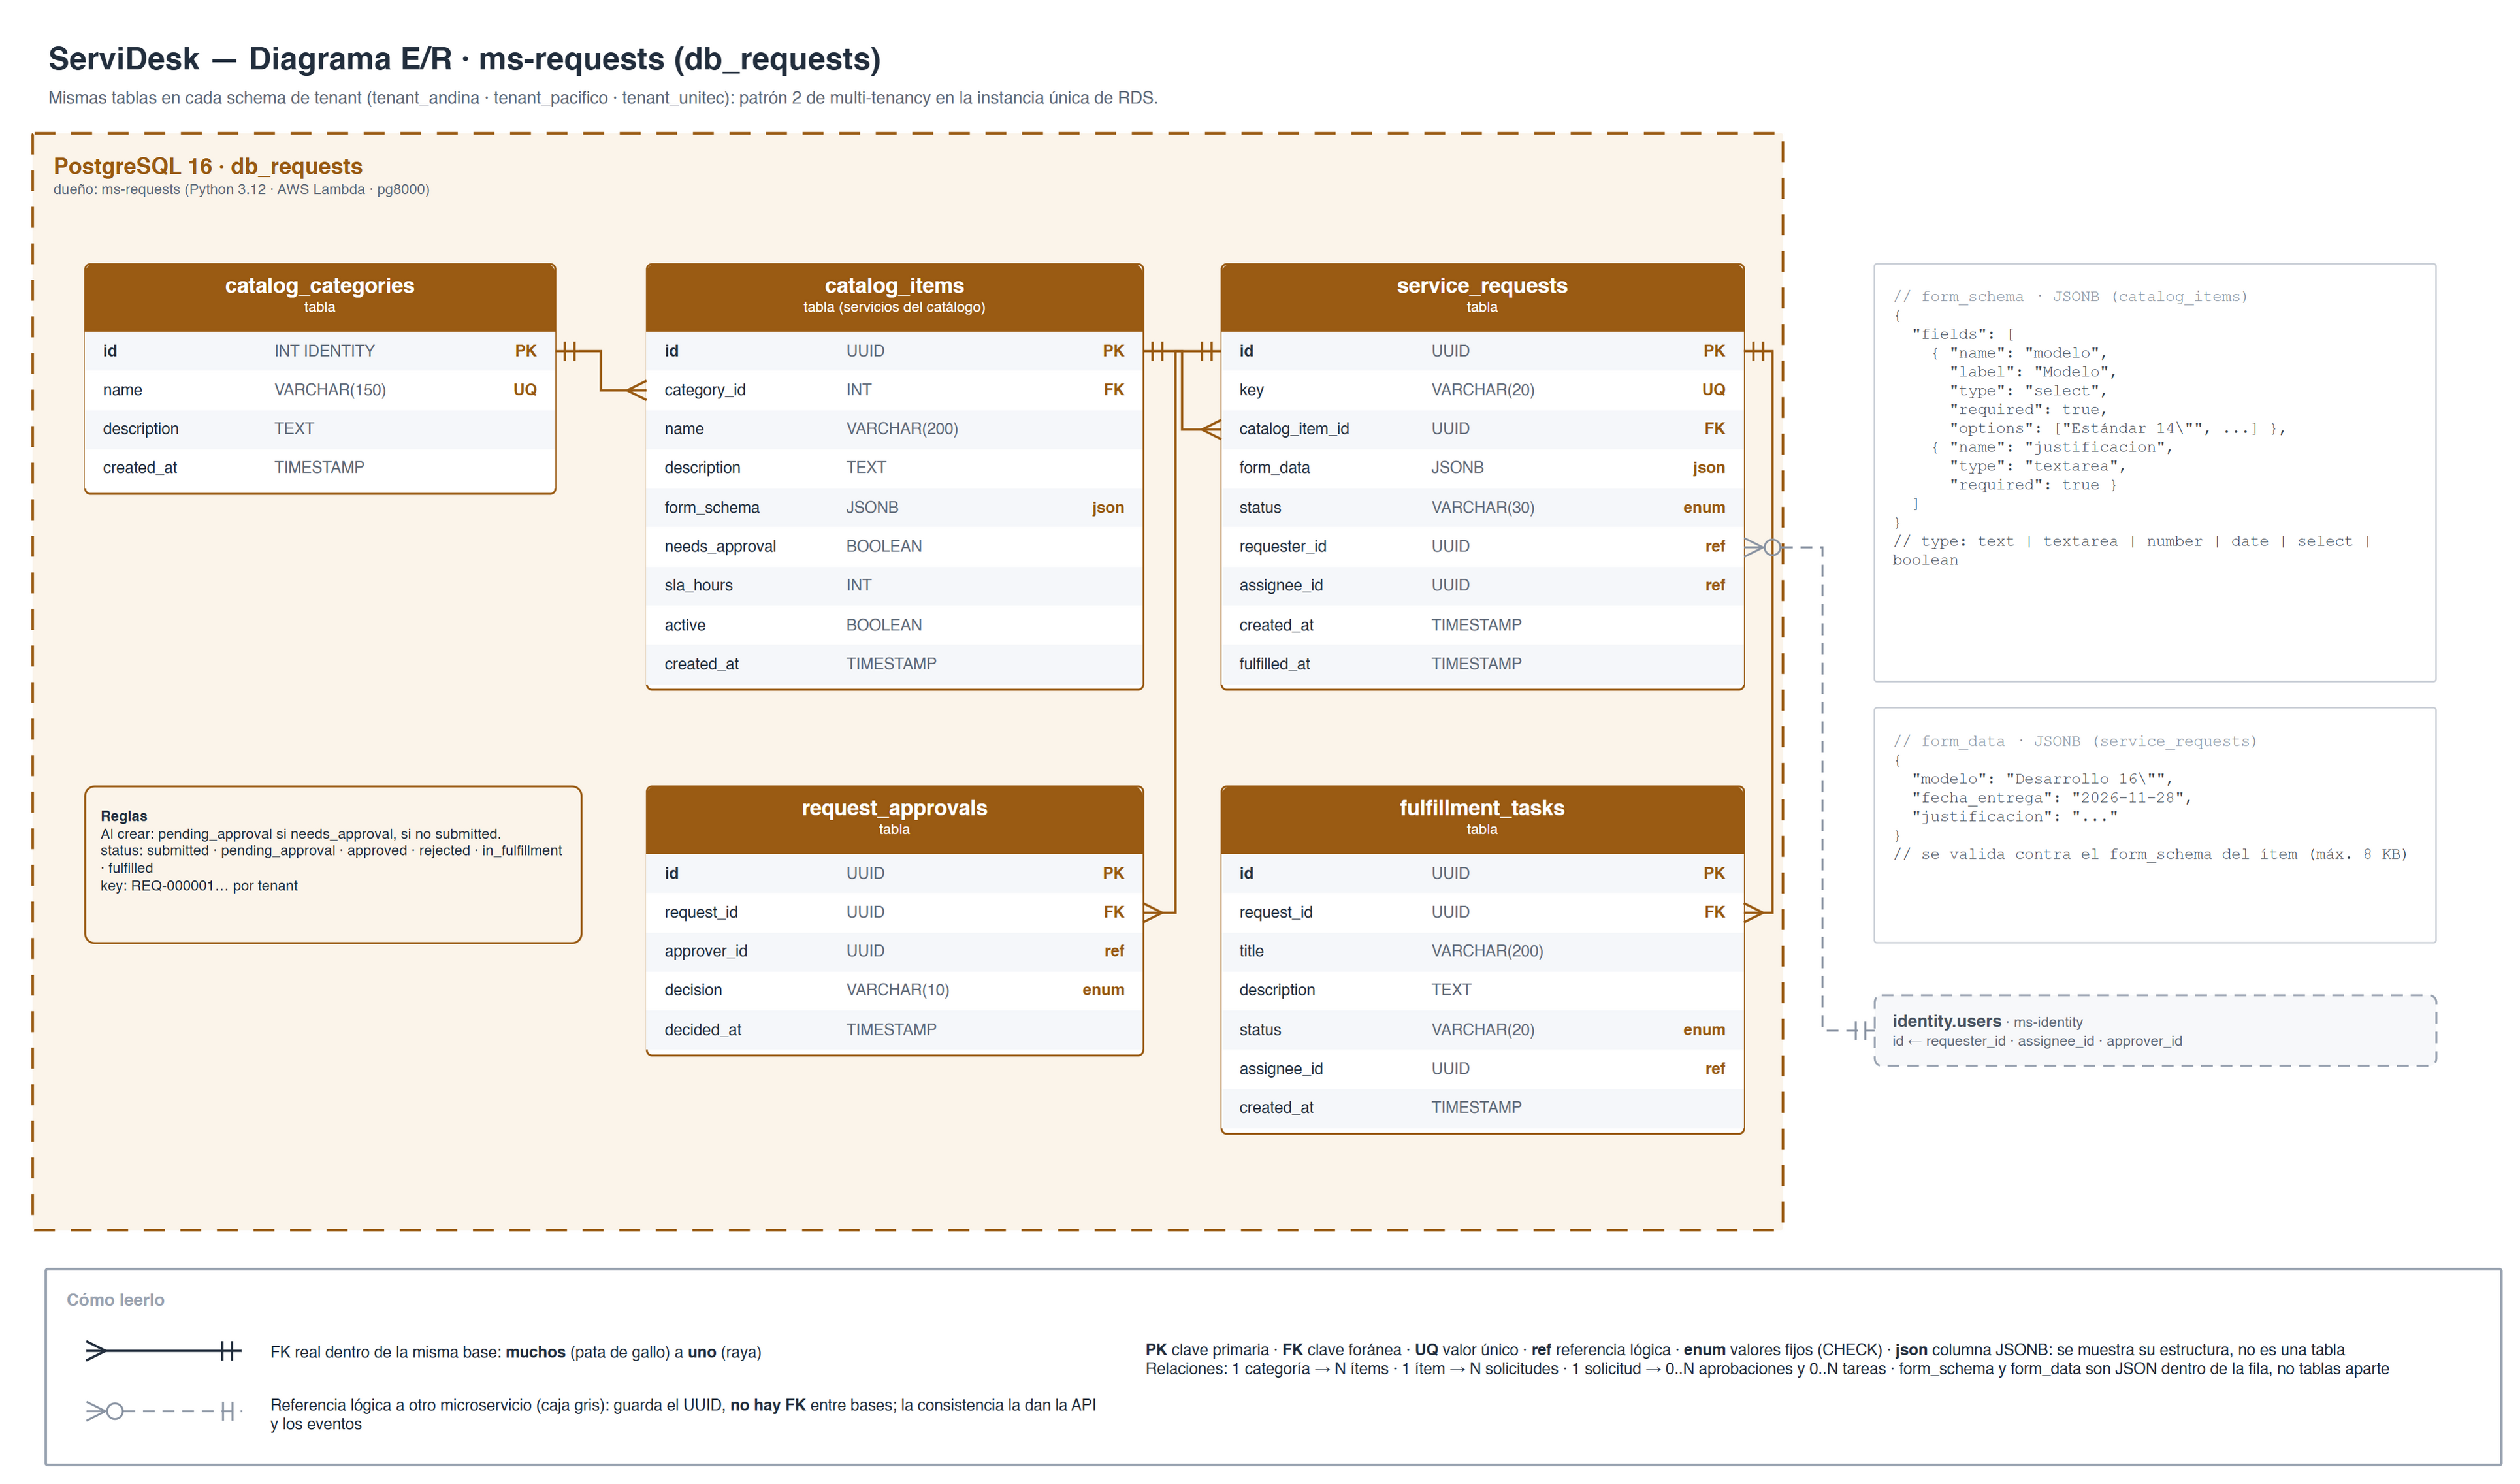 ServiDesk — Diagrama E/R · ms-requests (db_requests)
Mismas tablas en cada schema de tenant (tenant_andina · tenant_pacifico · tenant_unitec): patrón 2 de multi-tenancy en la instancia única de RDS.
PostgreSQL 16 · db_requests
dueño: ms-requests (Python 3.12 · AWS Lambda · pg8000)
catalog_categories
tabla
id INT IDENTITY PK
name VARCHAR(150) UQ
description TEXT
created_at TIMESTAMP
catalog_items
tabla (servicios del catálogo)
id UUID PK
category_id INT FK
name VARCHAR(200)
description TEXT
form_schema JSONB json
needs_approval BOOLEAN
sla_hours INT
active BOOLEAN
created_at TIMESTAMP
service_requests
tabla
id UUID PK
key VARCHAR(20) UQ
catalog_item_id UUID FK
form_data JSONB json
status VARCHAR(30) enum
requester_id UUID ref
assignee_id UUID ref
created_at TIMESTAMP
fulfilled_at TIMESTAMP
// form_schema · JSONB (catalog_items)
{
"fields": [
{ "name": "modelo",
"label": "Modelo",
"type": "select",
"required": true,
"options": ["Estándar 14\"", ...] },
{ "name": "justificacion",
"type": "textarea",
"required": true }
]
}
// type: text | textarea | number | date | select |
boolean
Reglas
Al crear: pending_approval si needs_approval, si no submitted.
status: submitted · pending_approval · approved · rejected · in_fulfillment
· fulfilled
key: REQ-000001… por tenant
request_approvals
tabla
id UUID PK
request_id UUID FK
approver_id UUID ref
decision VARCHAR(10) enum
decided_at TIMESTAMP
fulfillment_tasks
tabla
id UUID PK
request_id UUID FK
title VARCHAR(200)
description TEXT
status VARCHAR(20) enum
assignee_id UUID ref
created_at TIMESTAMP
// form_data · JSONB (service_requests)
{
"modelo": "Desarrollo 16\"",
"fecha_entrega": "2026-11-28",
"justificacion": "..."
}
// se valida contra el form_schema del ítem (máx. 8 KB)
identity.users · ms-identity
id ← requester_id · assignee_id · approver_id
Cómo leerlo
FK real dentro de la misma base: muchos (pata de gallo) a uno (raya)
Referencia lógica a otro microservicio (caja gris): guarda el UUID, no hay FK entre bases; la consistencia la dan la API
y los eventos
PK clave primaria · FK clave foránea · UQ valor único · ref referencia lógica · enum valores fijos (CHECK) · json columna JSONB: se muestra su estructura, no es una tabla
Relaciones: 1 categoría → N ítems · 1 ítem → N solicitudes · 1 solicitud → 0..N aprobaciones y 0..N tareas · form_schema y form_data son JSON dentro de la fila, no tablas aparte